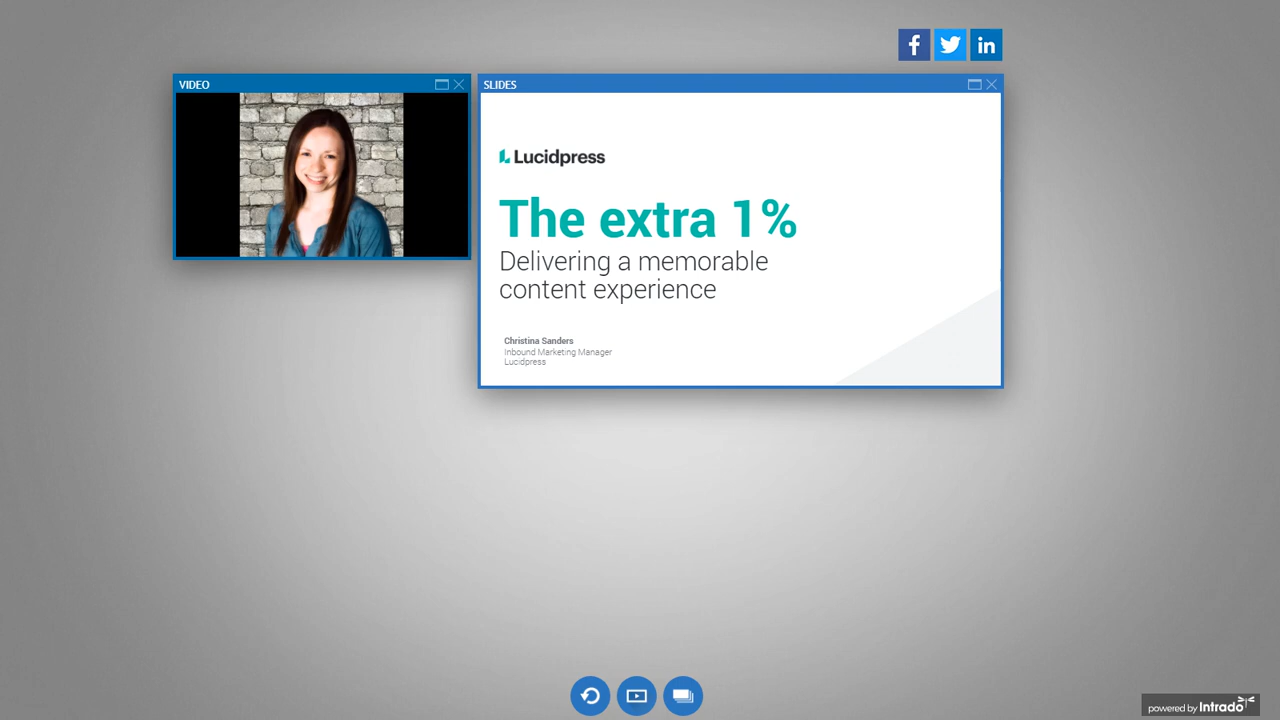 VIDEO
SLIDES
Lucidpress
The extra 1%
Delivering a memorable
content experience
Christina Sanders
Inbound Marketing Manager
Lucidpress
powered by Intrado